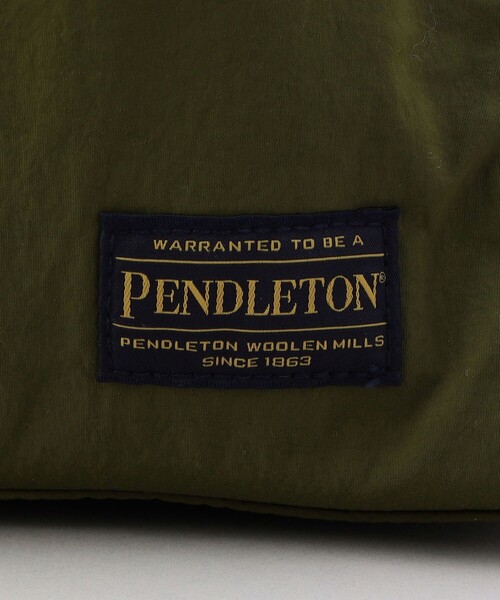 WARRANTED TO BE A
PENDLETON®
PENDLETON WOOLEN MILLS
SINCE 1863